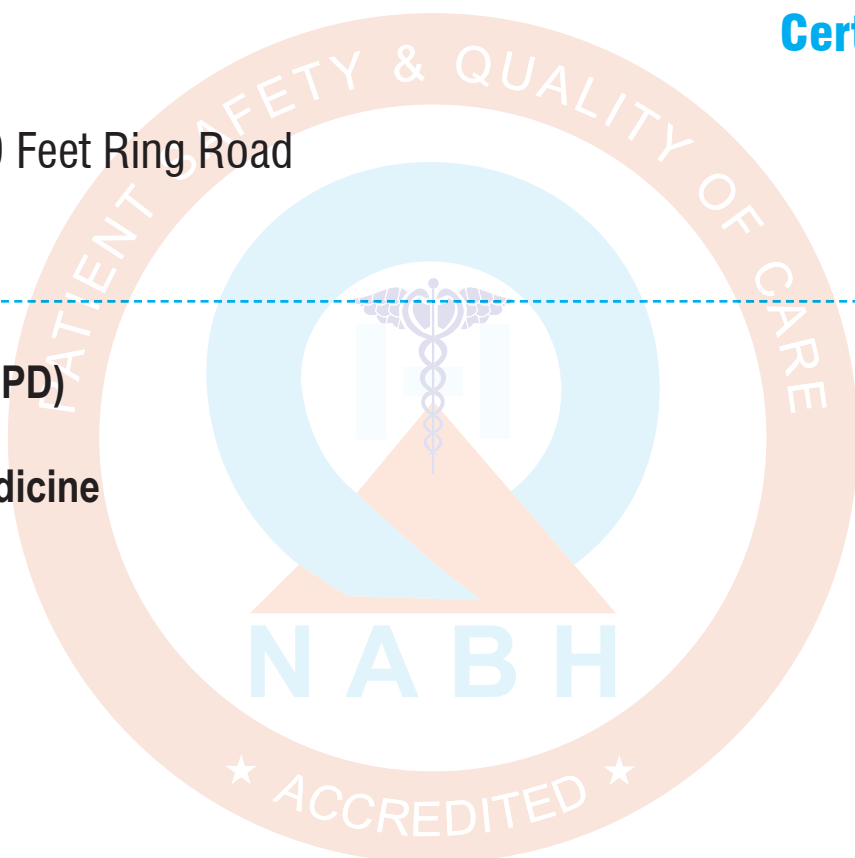 Cert
PATIENT SAFETY & QUALITY OF CARE
Feet Ring Road
PD)
dicine
NABH
★ ACCREDITED ★